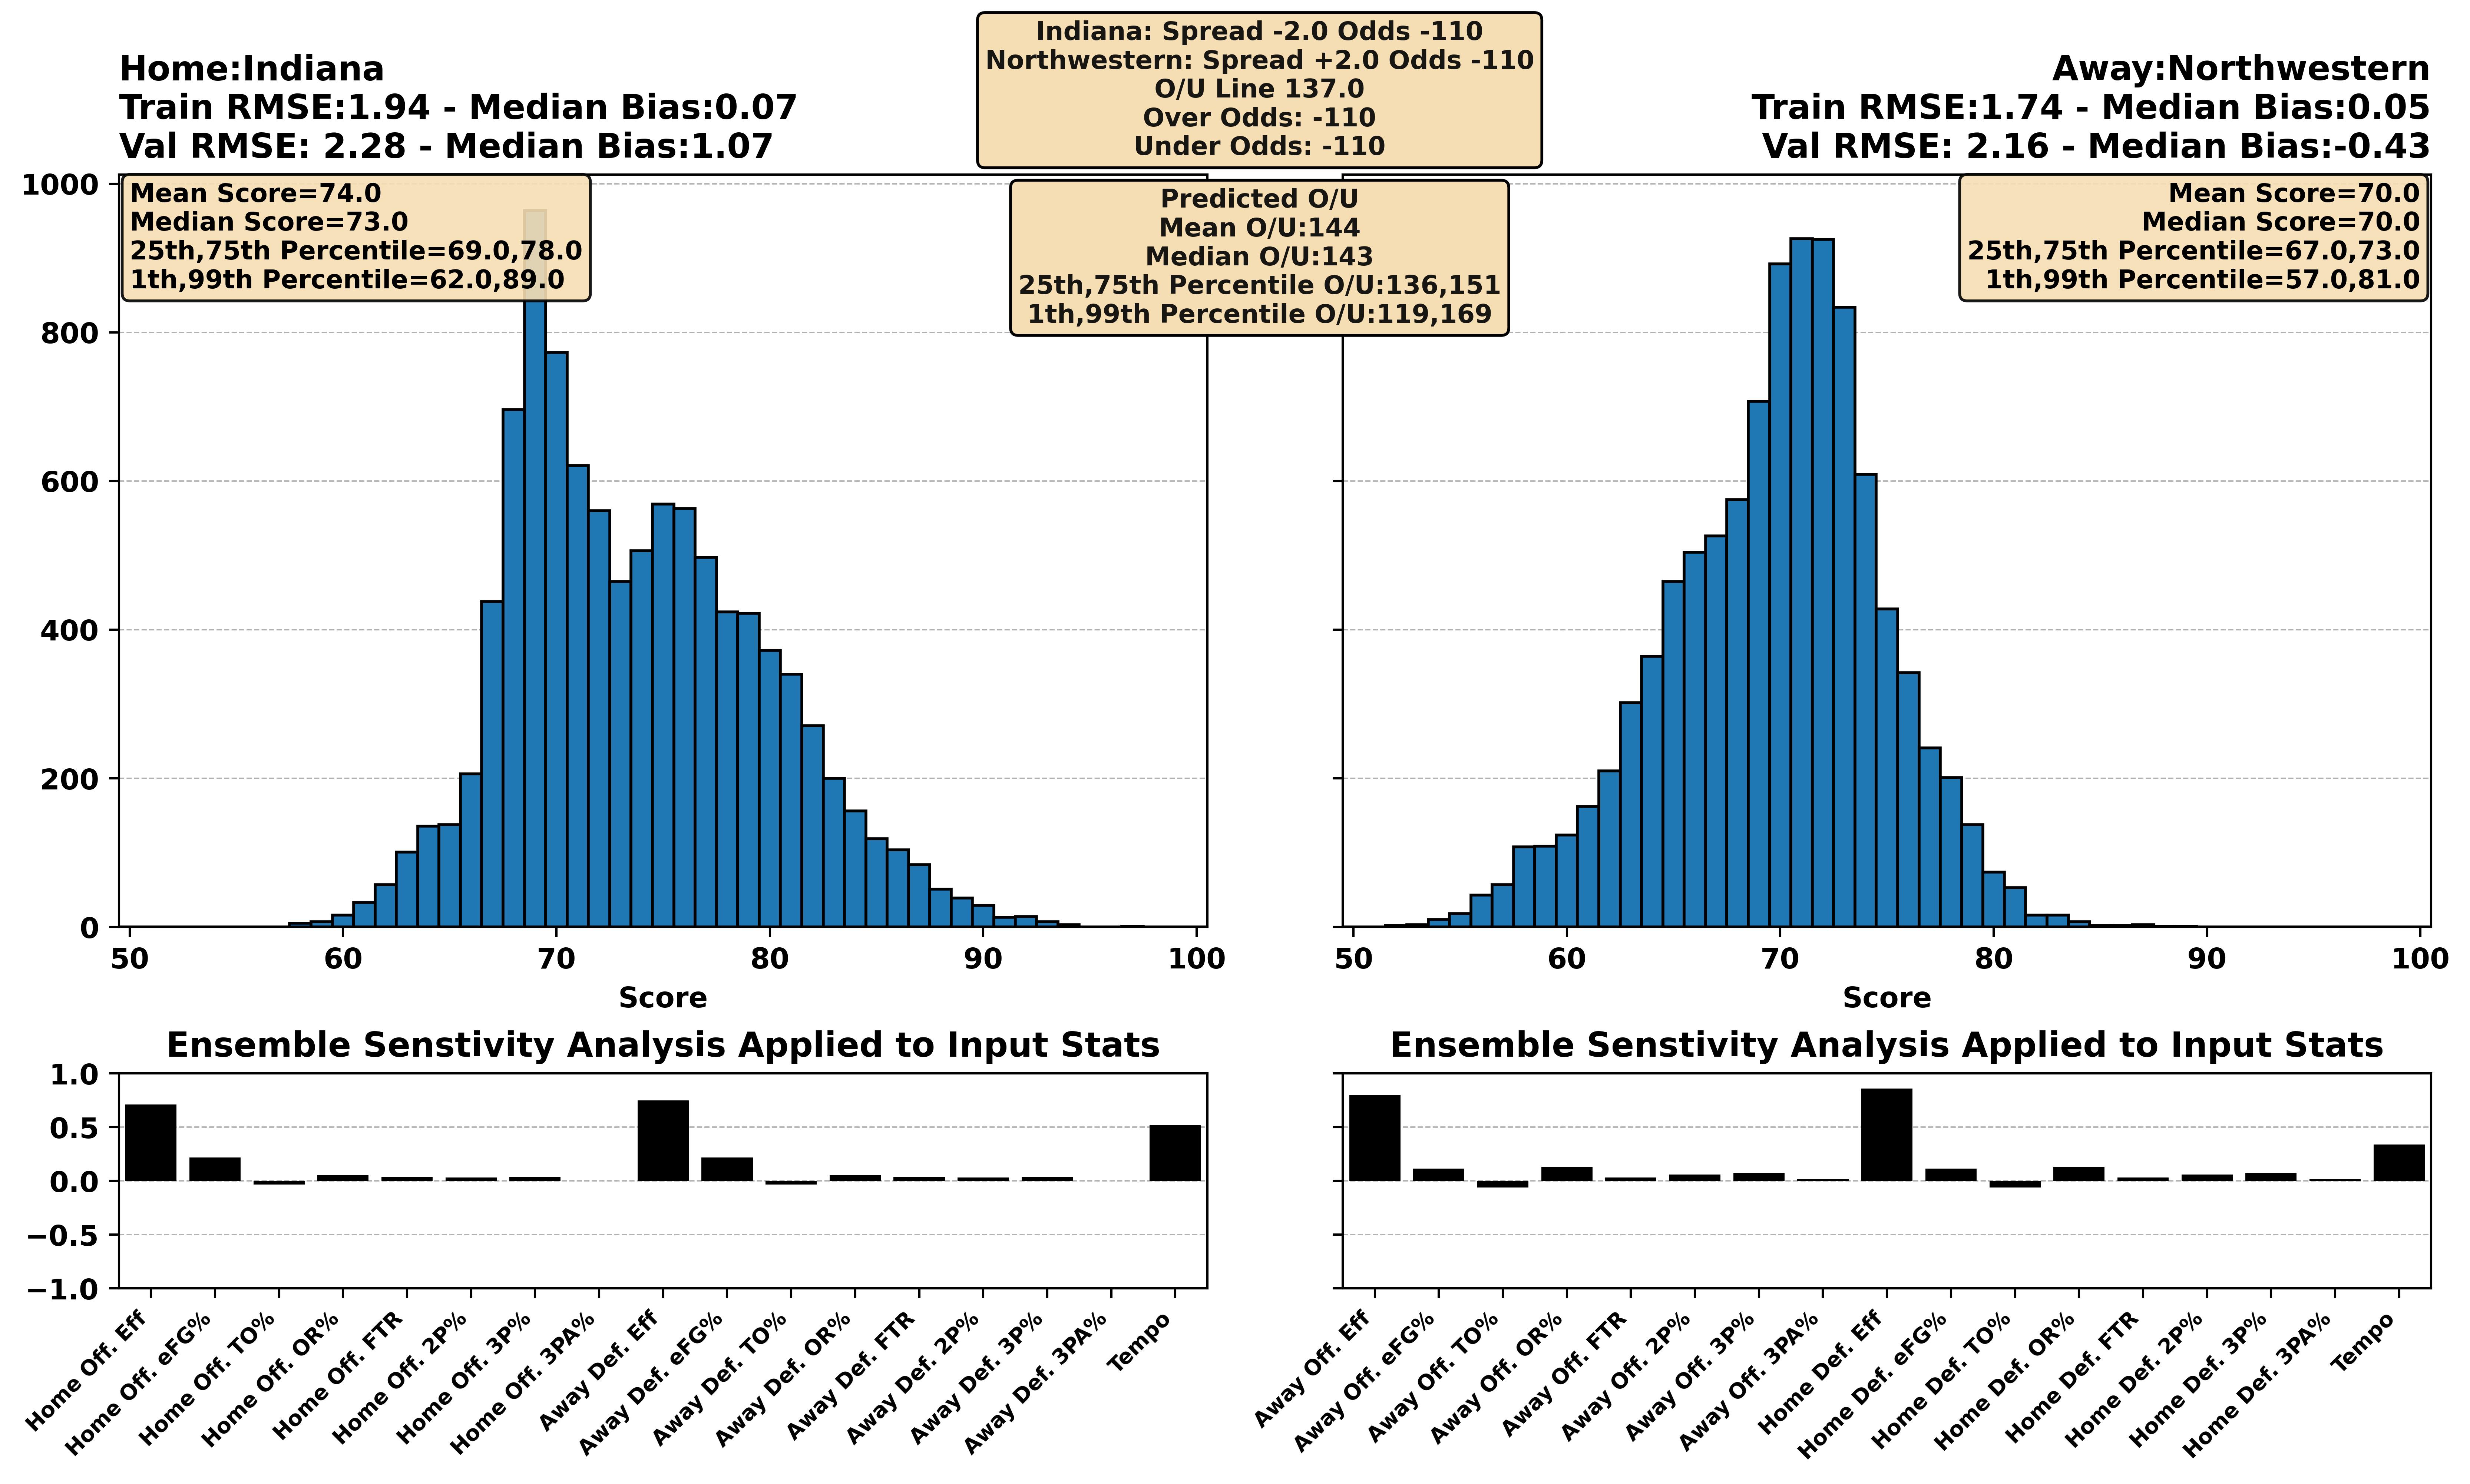 Indiana: Spread -2.0 Odds -110
Northwestern: Spread +2.0 Odds -110
O/U Line 137.0
Over Odds: -110
Under Odds: -110
Home:Indiana
Train RMSE:1.94 - Median Bias:0.07
Val RMSE: 2.28 - Median Bias:1.07
Away:Northwestern
Train RMSE:1.74 - Median Bias:0.05
Val RMSE: 2.16 - Median Bias:-0.43
Mean Score=74.0
Median Score=73.0
25th,75th Percentile=69.0,78.0
1th,99th Percentile=62.0,89.0
Predicted O/U
Mean O/U:144
Median O/U:143
25th,75th Percentile O/U:136,151
1th,99th Percentile O/U:119,169
Mean Score=70.0
Median Score=70.0
25th,75th Percentile=67.0,73.0
1th,99th Percentile=57.0,81.0
1000
800
600
400
200
0
50 60 70 80 90 100
Score
50 60 70 80 90 100
Score
Ensemble Senstivity Analysis Applied to Input Stats
1.0
0.5
0.0
−0.5
−1.0
Home Off. Eff
Home Off. eFG%
Home Off. TO%
Home Off. OR%
Home Off. FTR
Home Off. 2P%
Home Off. 3P%
Home Off. 3PA%
Away Def. Eff
Away Def. eFG%
Away Def. TO%
Away Def. OR%
Away Def. FTR
Away Def. 2P%
Away Def. 3P%
Away Def. 3PA%
Tempo
Ensemble Senstivity Analysis Applied to Input Stats
Away Off. Eff
Away Off. eFG%
Away Off. TO%
Away Off. OR%
Away Off. FTR
Away Off. 2P%
Away Off. 3P%
Away Off. 3PA%
Home Def. Eff
Home Def. eFG%
Home Def. TO%
Home Def. OR%
Home Def. FTR
Home Def. 2P%
Home Def. 3P%
Home Def. 3PA%
Tempo